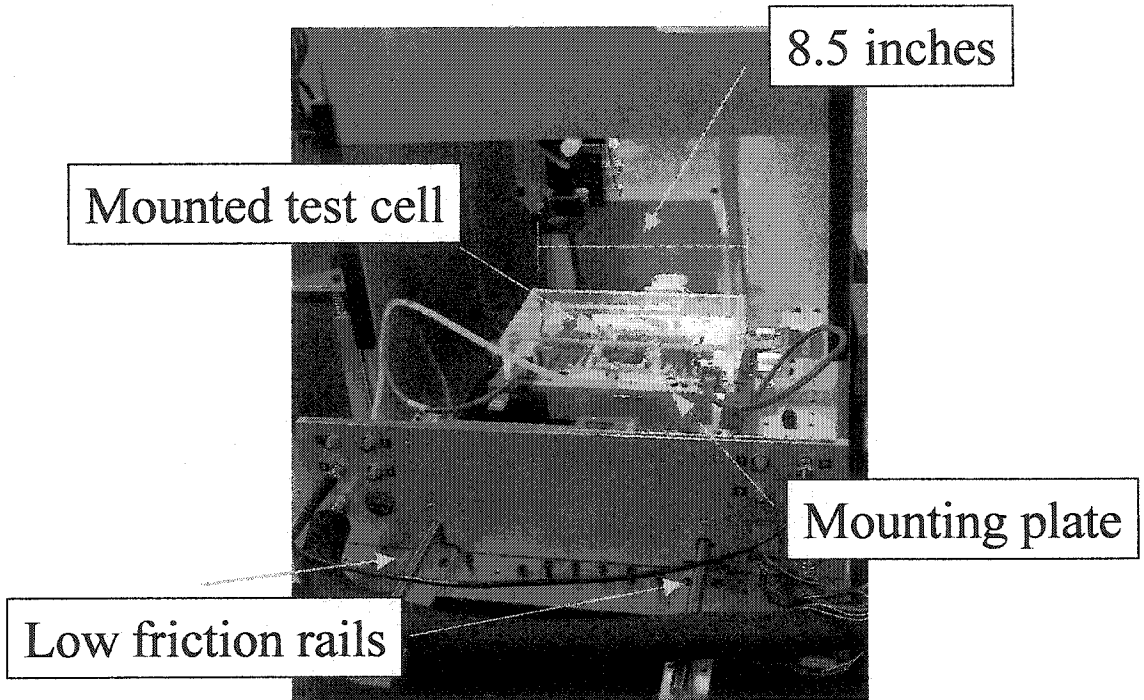 8.5 inches
Mounted test cell
Mounting plate
Low friction rails